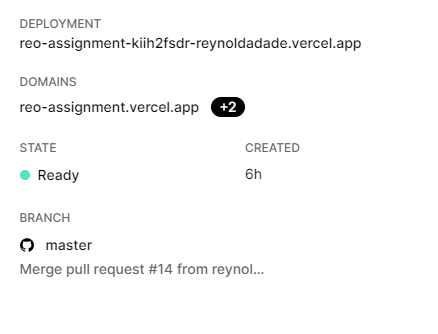 DEPLOYMENT
reo-assignment-kiih2fsdr-reynoldadade.vercel.app
DOMAINS
reo-assignment.vercel.app +2
STATE CREATED
Ready 6h
BRANCH
master
Merge pull request #14 from reynol...